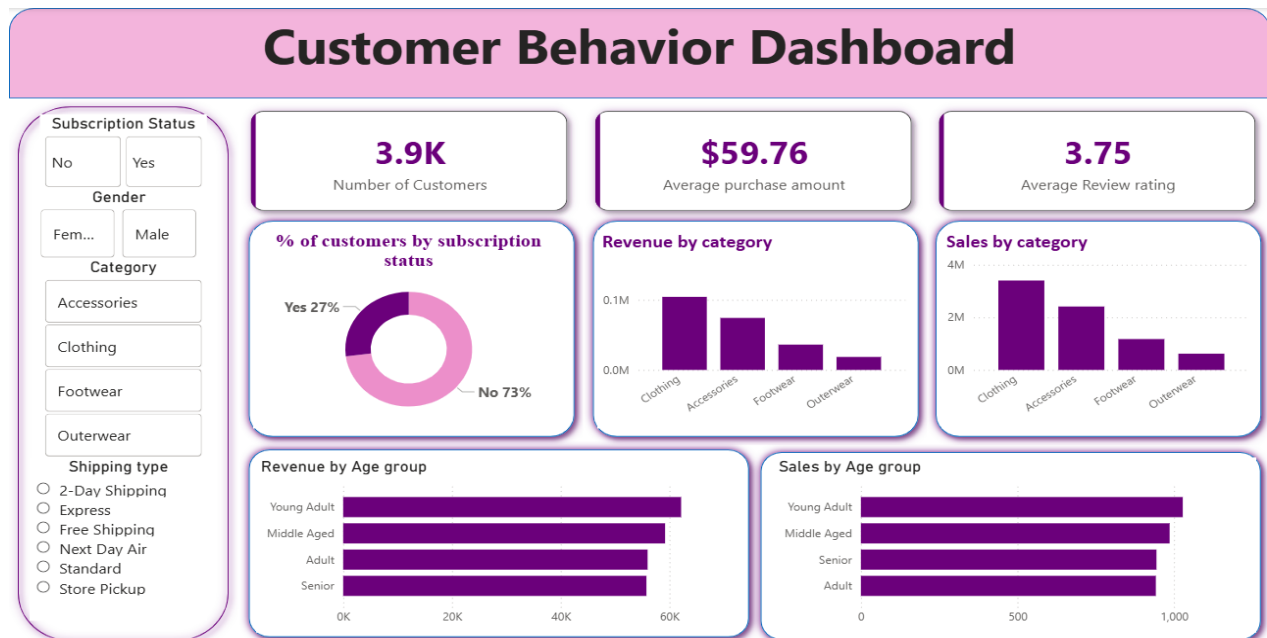 Customer Behavior Dashboard
Subscription Status
No
Yes
Gender
Fem...
Male
Category
Accessories
Clothing
Footwear
Outerwear
Shipping type
2-Day Shipping
Express
Free Shipping
Next Day Air
Standard
Store Pickup
3.9K
Number of Customers
$59.76
Average purchase amount
3.75
Average Review rating
% of customers by subscription
status
Yes 27%
No 73%
Revenue by category
0.1M
0.0M
Clothing
Accessories
Footwear
Outerwear
Sales by category
4M
2M
0M
Clothing
Accessories
Footwear
Outerwear
Revenue by Age group
Young Adult
Middle Aged
Adult
Senior
0K
20K
40K
60K
Sales by Age group
Young Adult
Middle Aged
Senior
Adult
0
500
1,000